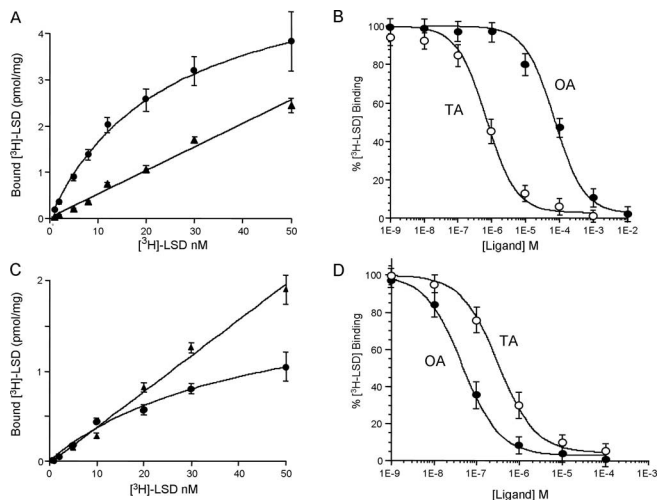 A
Bound [³H]-LSD (pmol/mg)
4
3
2
1
0
0 10 20 30 40 50
[³H]-LSD nM
B
% [³H-LSD] Binding
100
80
60
40
20
0
TA
OA
1E-9 1E-8 1E-7 1E-6 1E-5 1E-4 1E-3 1E-2
[Ligand] M
C
Bound [³H]-LSD (pmol/mg)
2
1
0
0 10 20 30 40 50
[³H]-LSD nM
D
% [³H-LSD] Binding
100
80
60
40
20
0
OA
TA
1E-9 1E-8 1E-7 1E-6 1E-5 1E-4 1E-3
[Ligand] M